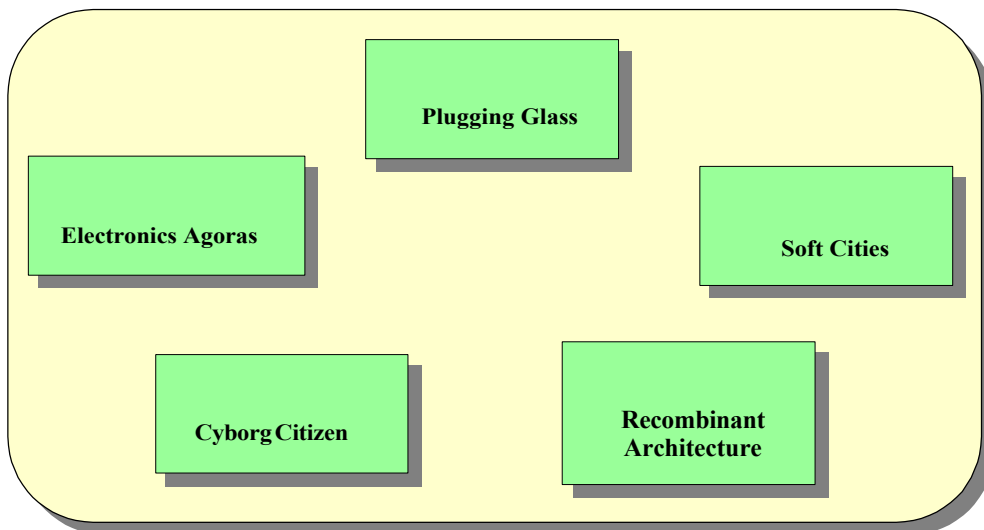 Plugging Glass
Electronics Agoras
Soft Cities
Cyborg Citizen
Recombinant
Architecture